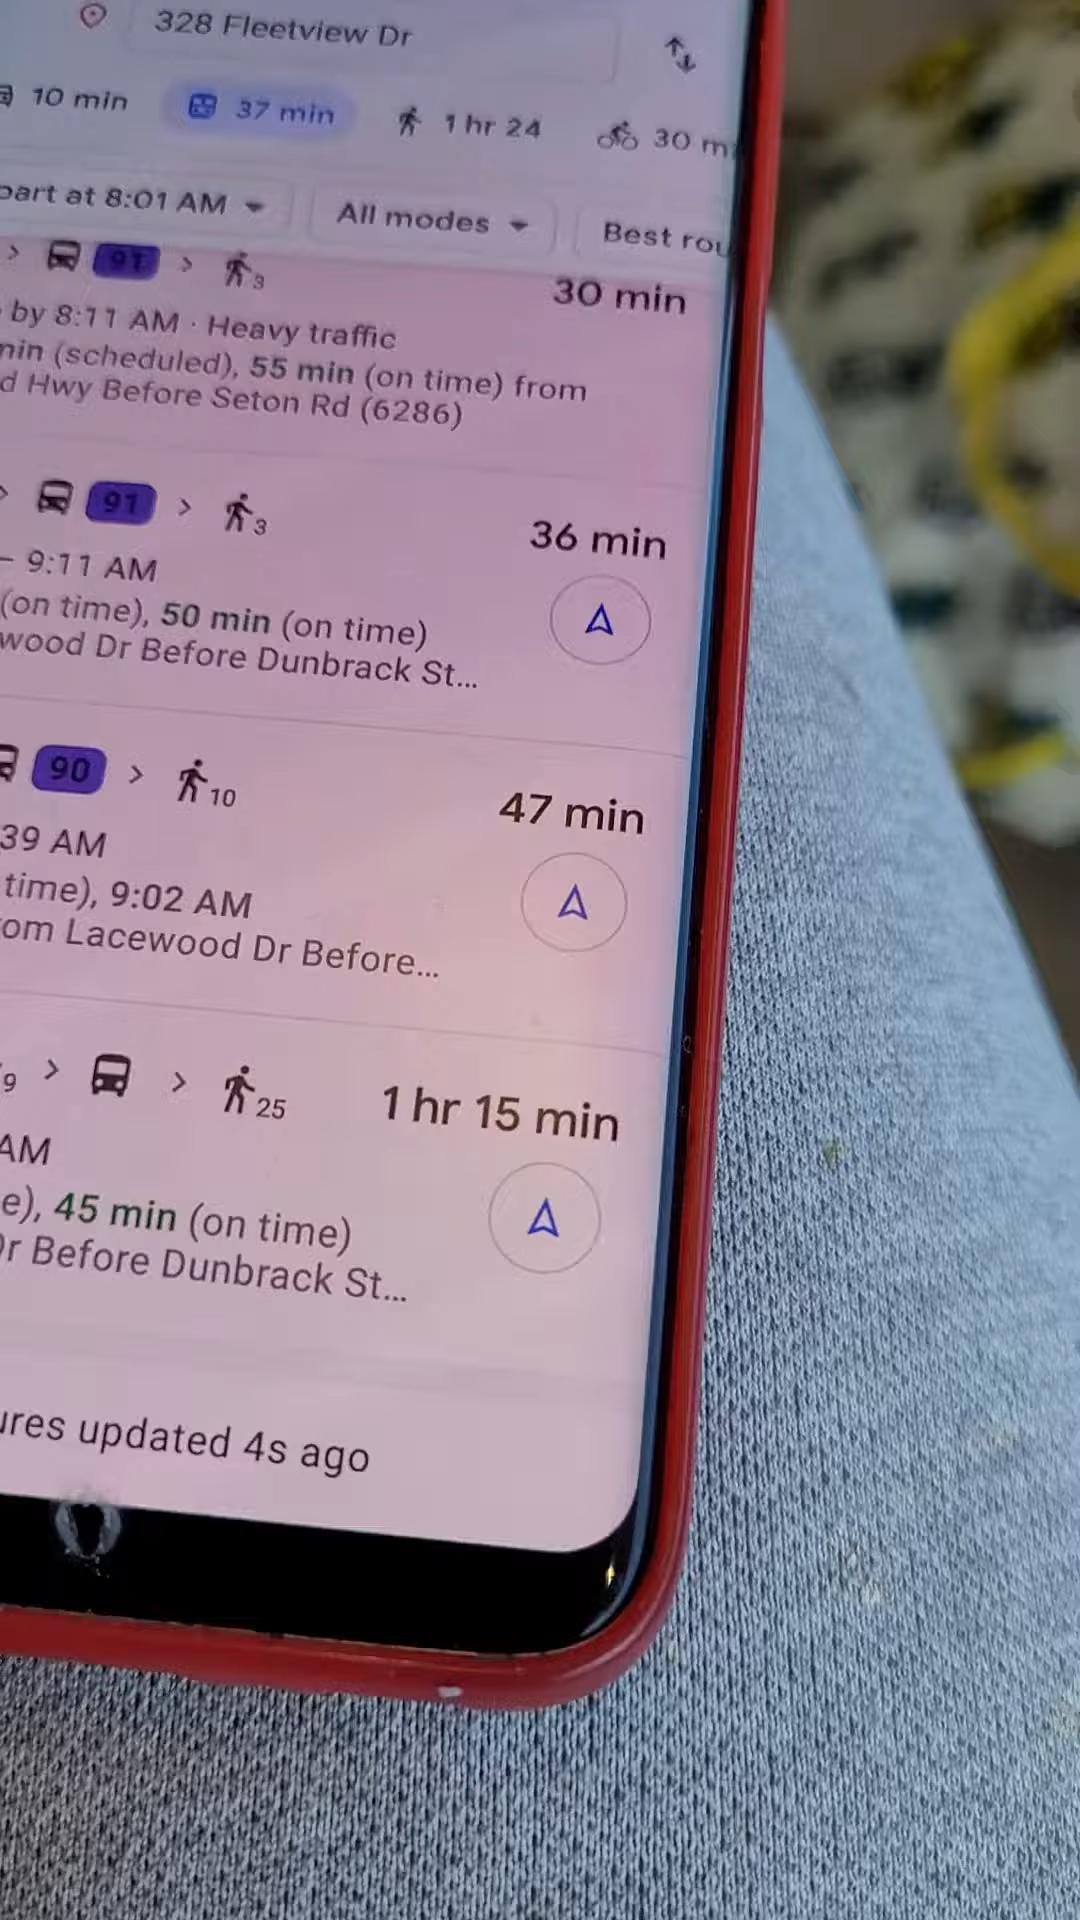 328 Fleetview Dr
10 min 37 min 1 hr 24 30 m
part at 8:01 AM All modes Best rou
91 3 30 min
by 8:11 AM · Heavy traffic
min (scheduled), 55 min (on time) from
d Hwy Before Seton Rd (6286)
91 3 36 min
– 9:11 AM
(on time), 50 min (on time)
wood Dr Before Dunbrack St...
90 10 47 min
39 AM
time), 9:02 AM
om Lacewood Dr Before...
9 25 1 hr 15 min
AM
e), 45 min (on time)
Dr Before Dunbrack St...
ures updated 4s ago